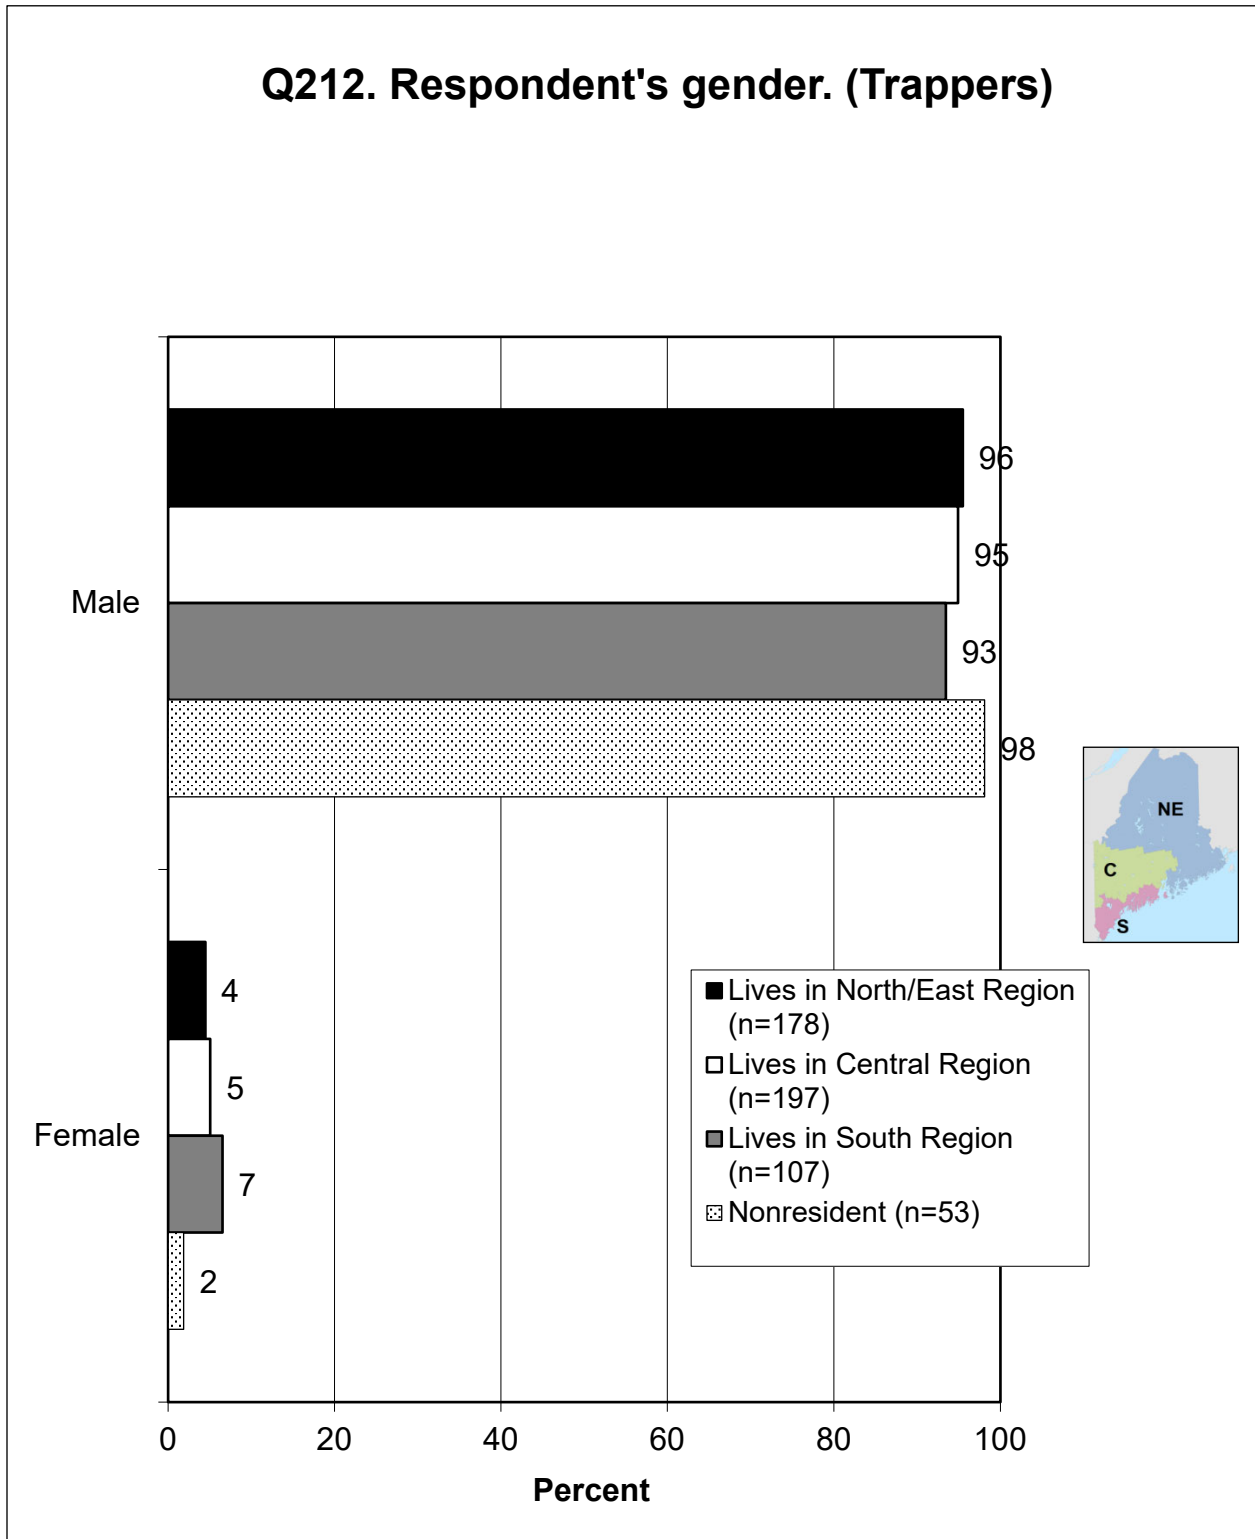 Q212. Respondent's gender. (Trappers)
96
95
Male
93
98
NE
C
S
4
5
Female
7
2
Lives in North/East Region
(n=178)
Lives in Central Region
(n=197)
Lives in South Region
(n=107)
Nonresident (n=53)
0 20 40 60 80 100
Percent